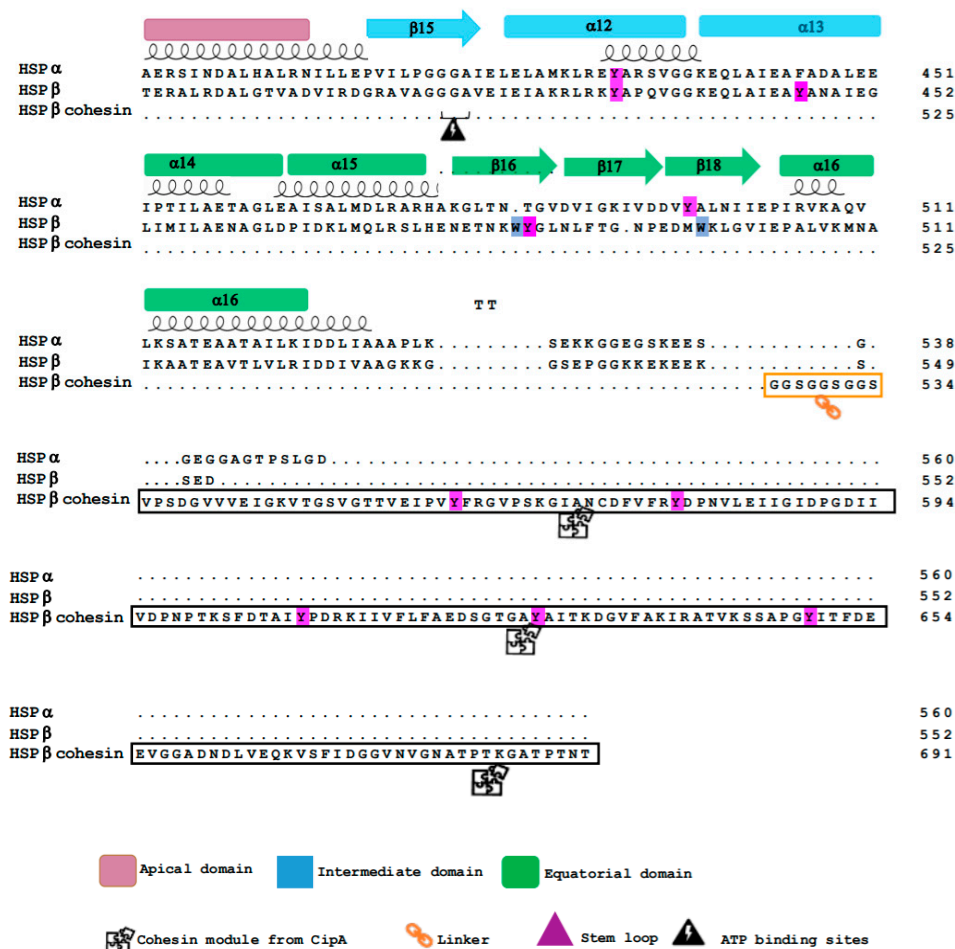 β15 α12 α13
HSP α AERSINDALHALRNILLEPVILPGGGAIELELAMKLREYARSVGGKEQLAIEAFADALEE 451
HSP β TERALRDALGTVADVIRDGRAVAGGGAVEIEIAKRLRKYAPQVGGKEQLAIEAYANAIEG 452
HSP β cohesin ............................................................ 525
α14 α15 β16 β17 β18 α16
HSP α IPTILAETAGLEAISALMDLRARHAKGLTN.TGVDVIGKIVDDVYALNIIEPIRVKAQV 511
HSP β LIMILAENAGLDPIDKLMQLRSLHENETNKWYGLNLFTG.NPEDMWKLGVIEPALVKMNA 511
HSP β cohesin ............................................................ 525
α16 TT
HSP α LKSATEAATAILKIDDLIAAAPLK..........SEKKGGEGSKEES...........G. 538
HSP β IKAATEAVTLVLRIDDIVAAGKKG..........GSEPGGKKEKEEK...........S. 549
HSP β cohesin ...................................................GGSGGSGGS 534
HSP α ....GEGGAGTPSLGD............................................ 560
HSP β ....SED..................................................... 552
HSP β cohesin VPSDGVVVEIGKVTGSVGTTVEIPVYFRGVPSKGIANCDFVFRYDPNVLEIIGIDPGDII 594
HSP α ............................................................ 560
HSP β ............................................................ 552
HSP β cohesin VDPNPTKSFDTAIYPDRKIIVFLFAEDSGTGAYAITKDGVFAKIRATVKSSAPGYITFDE 654
HSP α ..................................... 560
HSP β ..................................... 552
HSP β cohesin EVGGADNDLVEQKVSFIDGGVNVGNATPTKGATPTNT 691
Apical domain Intermediate domain Equatorial domain
Cohesin module from CipA Linker Stem loop ATP binding sites